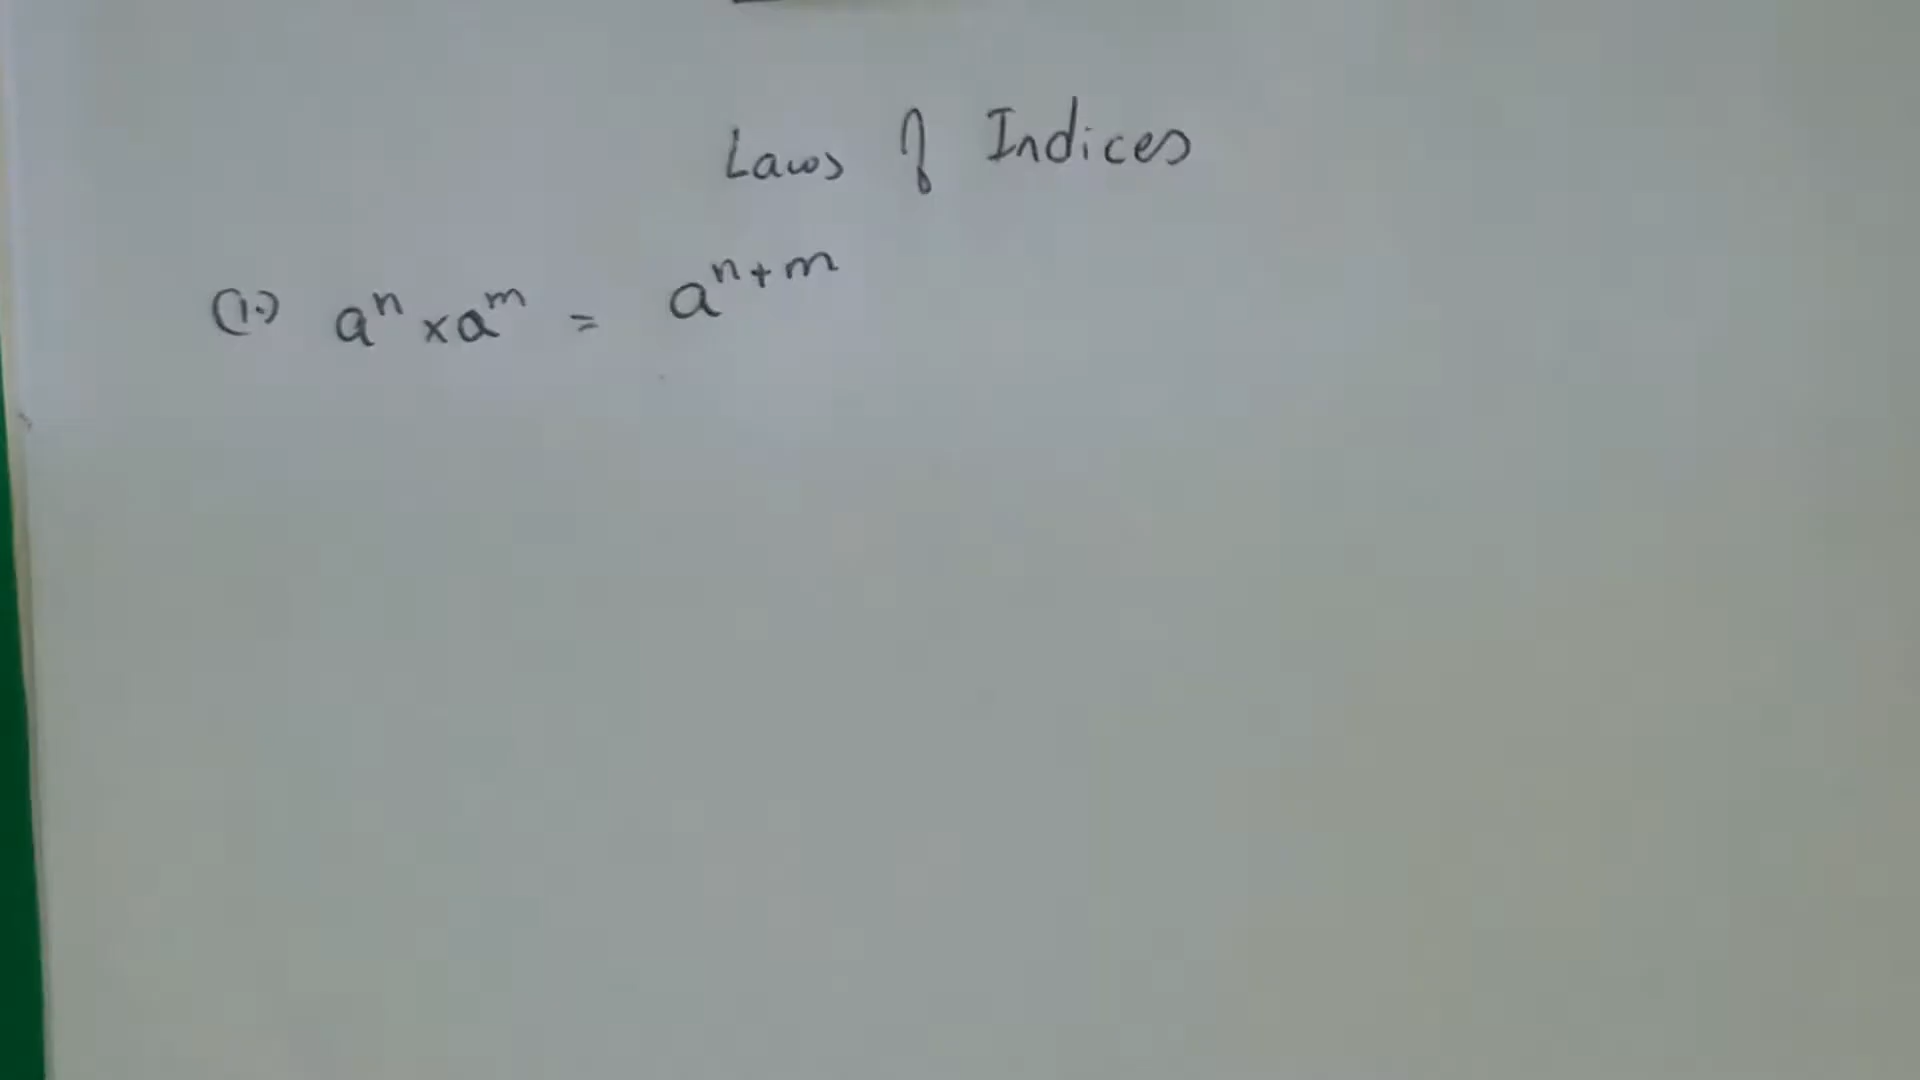 Laws of Indices
(1.) aⁿ × aᵐ = aⁿ⁺ᵐ